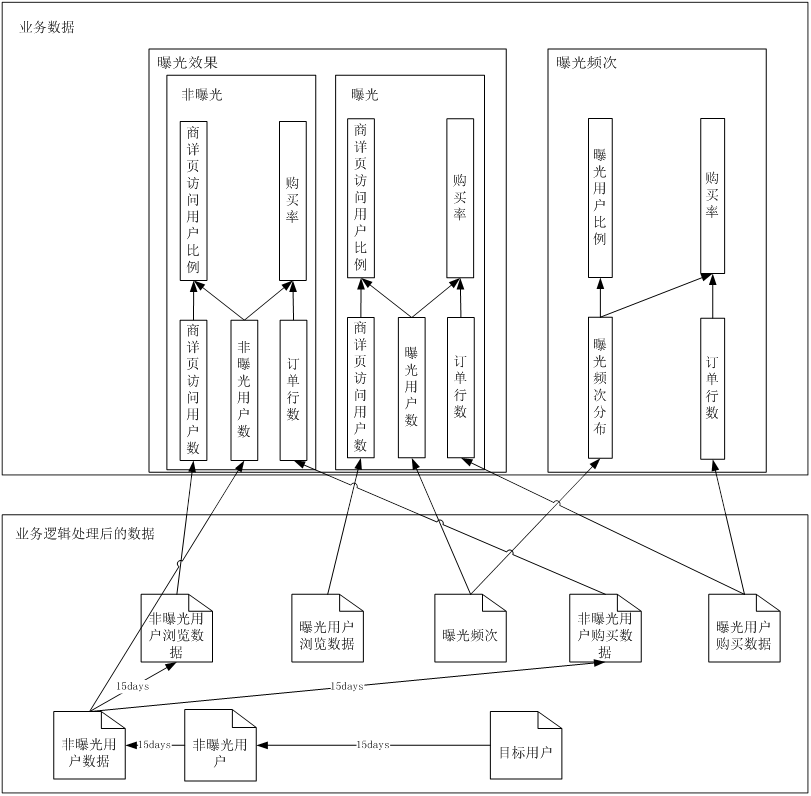 业务数据
曝光效果
曝光频次
非曝光
曝光
商详页访问用户比例
购买率
商详页访问用户比例
购买率
曝光用户比例
购买率
商详页访问用户数
非曝光用户数
订单行数
商详页访问用户数
曝光用户数
订单行数
曝光频次分布
订单行数
业务逻辑处理后的数据
非曝光用
户浏览数
据
曝光用户
浏览数据
曝光频次
非曝光用
户购买数
据
曝光用户
购买数据
15days
15days
非曝光用
户数据
15days
非曝光用
户
15days
目标用户